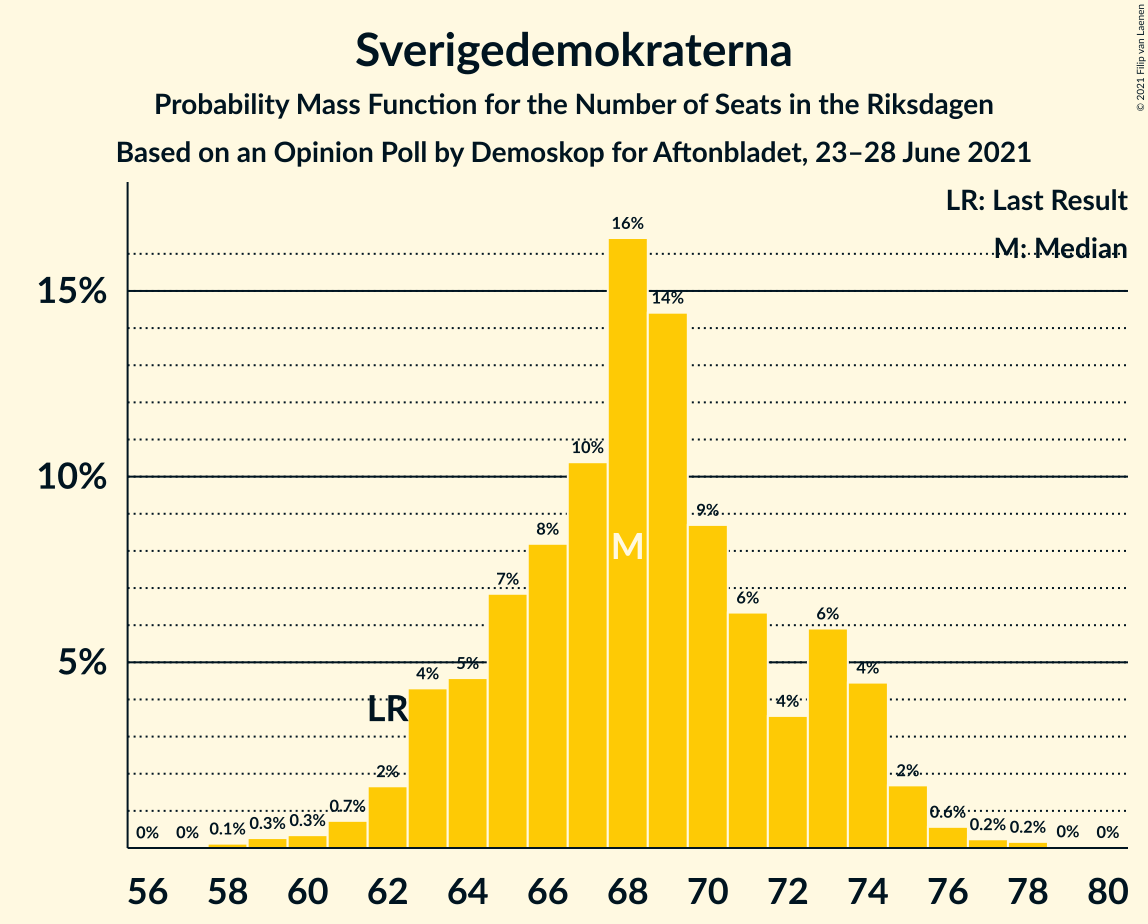 Sverigedemokraterna
Probability Mass Function for the Number of Seats in the Riksdagen
Based on an Opinion Poll by Demoskop for Aftonbladet, 23–28 June 2021
© 2021 Filip van Laenen
LR: Last Result
M: Median
15%
10%
5%
0% 0% 0.1% 0.3% 0.3% 0.7% 2% 4% 5% 7% 8% 10% 16% 14% 9% 6% 4% 6% 4% 2% 0.6% 0.2% 0.2% 0% 0%
LR
M
56 58 60 62 64 66 68 70 72 74 76 78 80